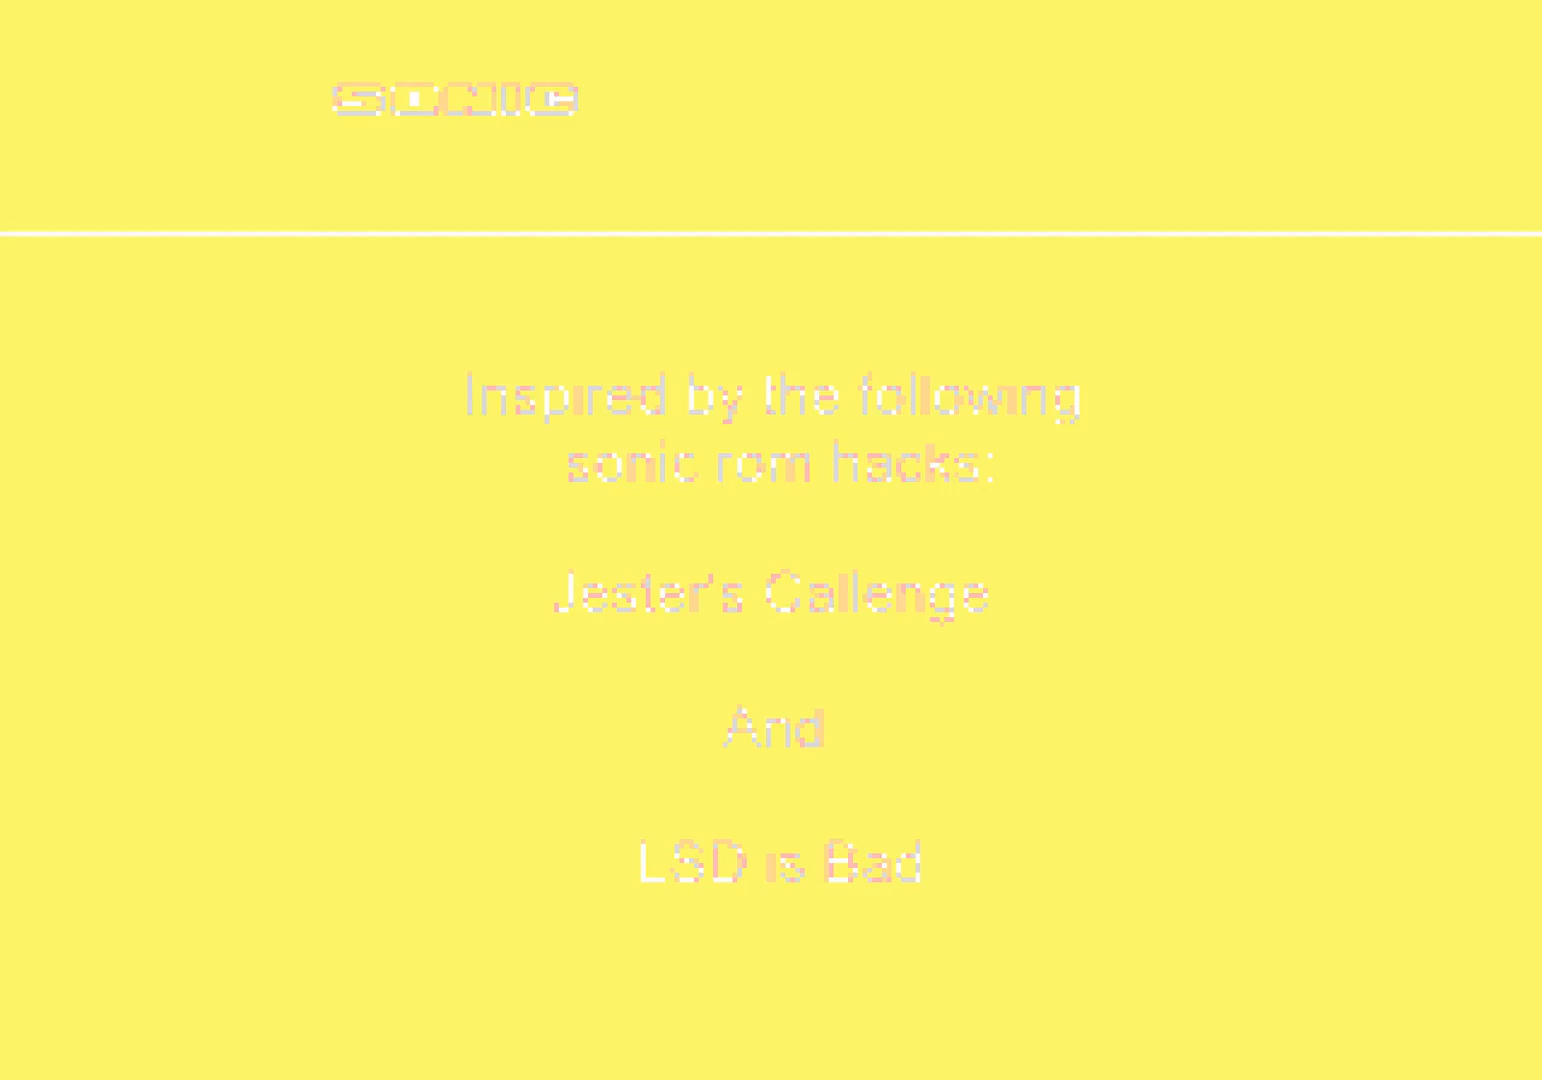 SONIC
Inspired by the following
sonic rom hacks:
Jester's Callenge
And
LSD is Bad